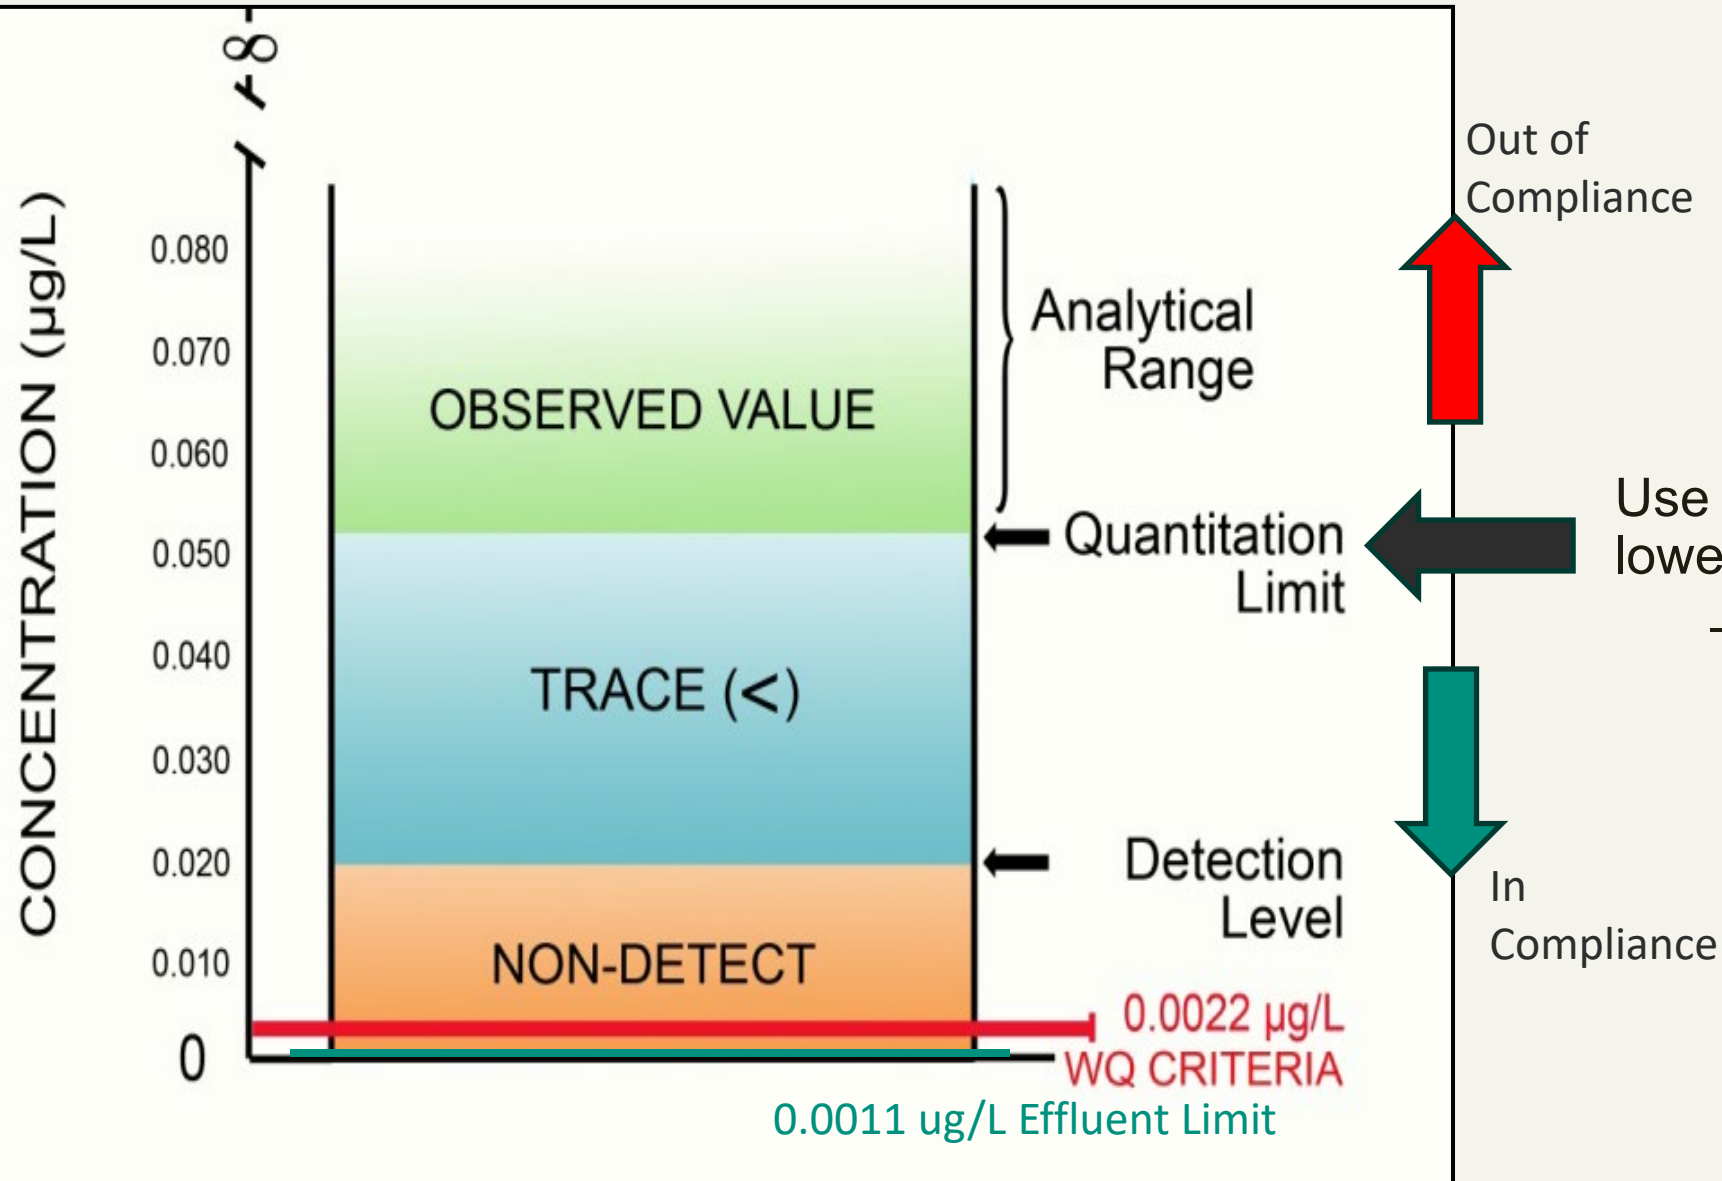 ∞
CONCENTRATION (µg/L)
0.080
0.070
0.060
0.050
0.040
0.030
0.020
0.010
0
OBSERVED VALUE
TRACE (<)
NON-DETECT
Analytical
Range
Quantitation
Limit
Detection
Level
0.0022 µg/L
WQ CRITERIA
0.0011 ug/L Effluent Limit
Out of
Compliance
Use
In
Compliance